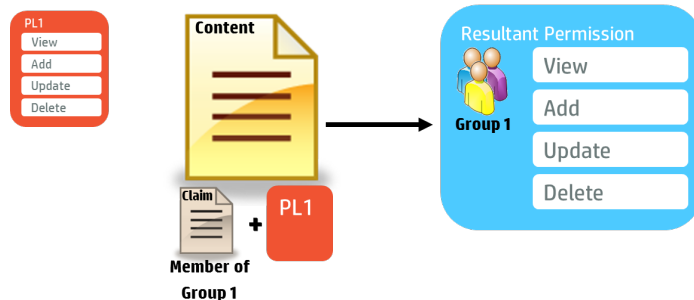 PL1
View
Add
Update
Delete
Content
Claim
+
PL1
Member of
Group 1
Resultant Permission
Group 1
View
Add
Update
Delete